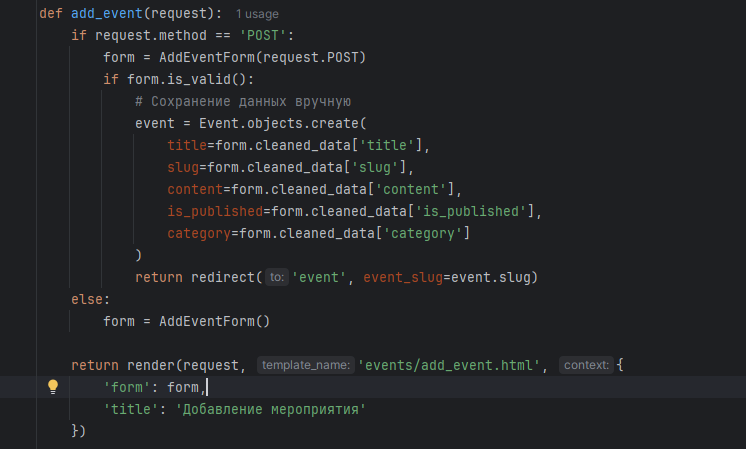 def add_event(request): 1 usage
if request.method == 'POST':
form = AddEventForm(request.POST)
if form.is_valid():
# Сохранение данных вручную
event = Event.objects.create(
title=form.cleaned_data['title'],
slug=form.cleaned_data['slug'],
content=form.cleaned_data['content'],
is_published=form.cleaned_data['is_published'],
category=form.cleaned_data['category']
)
return redirect( to: 'event', event_slug=event.slug)
else:
form = AddEventForm()
return render(request, template_name: 'events/add_event.html', context: {
'form': form,
'title': 'Добавление мероприятия'
})